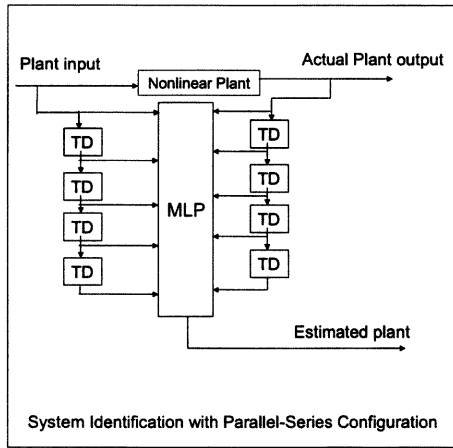 Plant input
Actual Plant output
Nonlinear Plant
TD
TD
TD
TD
MLP
TD
TD
TD
TD
Estimated plant
System Identification with Parallel-Series Configuration